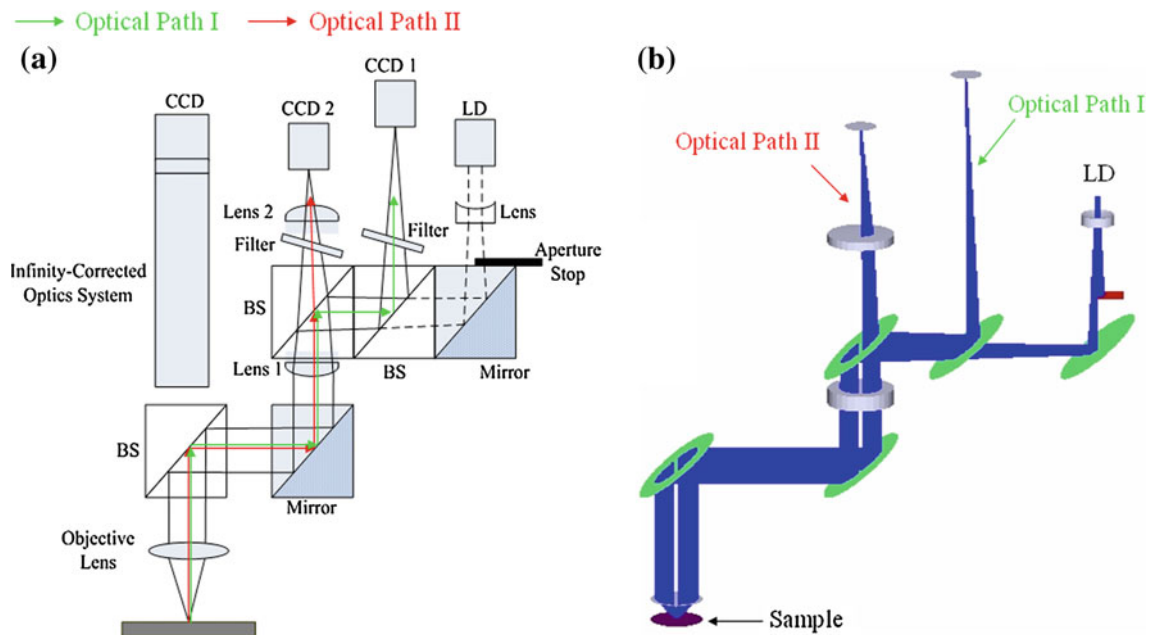 Optical Path I
Optical Path II
(a)
CCD 1
CCD
CCD 2
LD
Lens 2
Lens
Filter
Filter
Aperture
Stop
Infinity-Corrected
Optics System
BS
Lens 1
BS
Mirror
BS
Mirror
Objective
Lens
(b)
Optical Path I
Optical Path II
LD
Sample